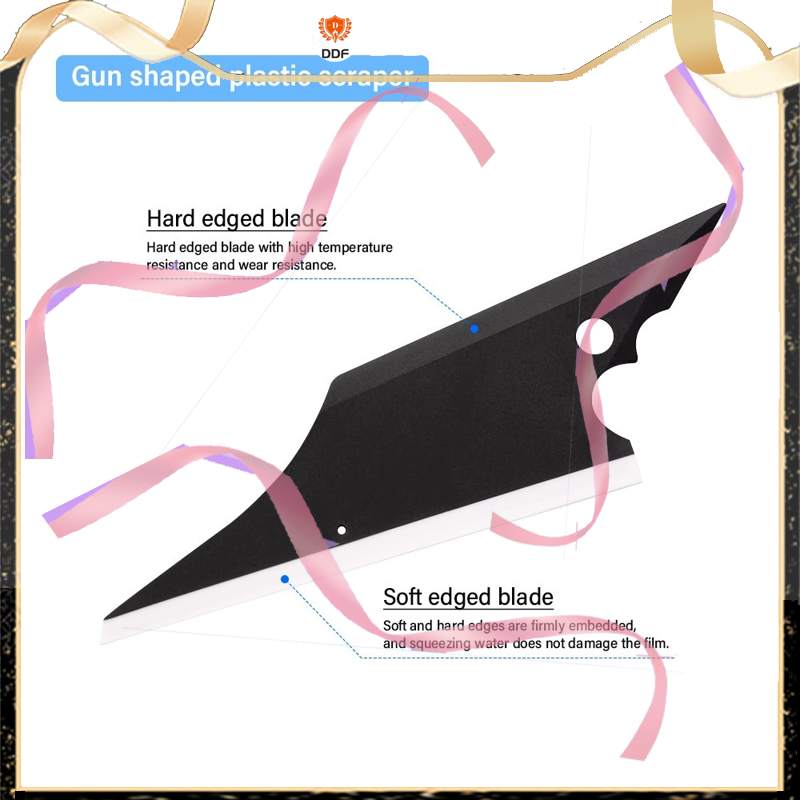 D
DDF
Gun shaped plastic scraper
Hard edged blade
Hard edged blade with high temperature
resistance and wear resistance.
Soft edged blade
Soft and hard edges are firmly embedded,
and squeezing water does not damage the film.